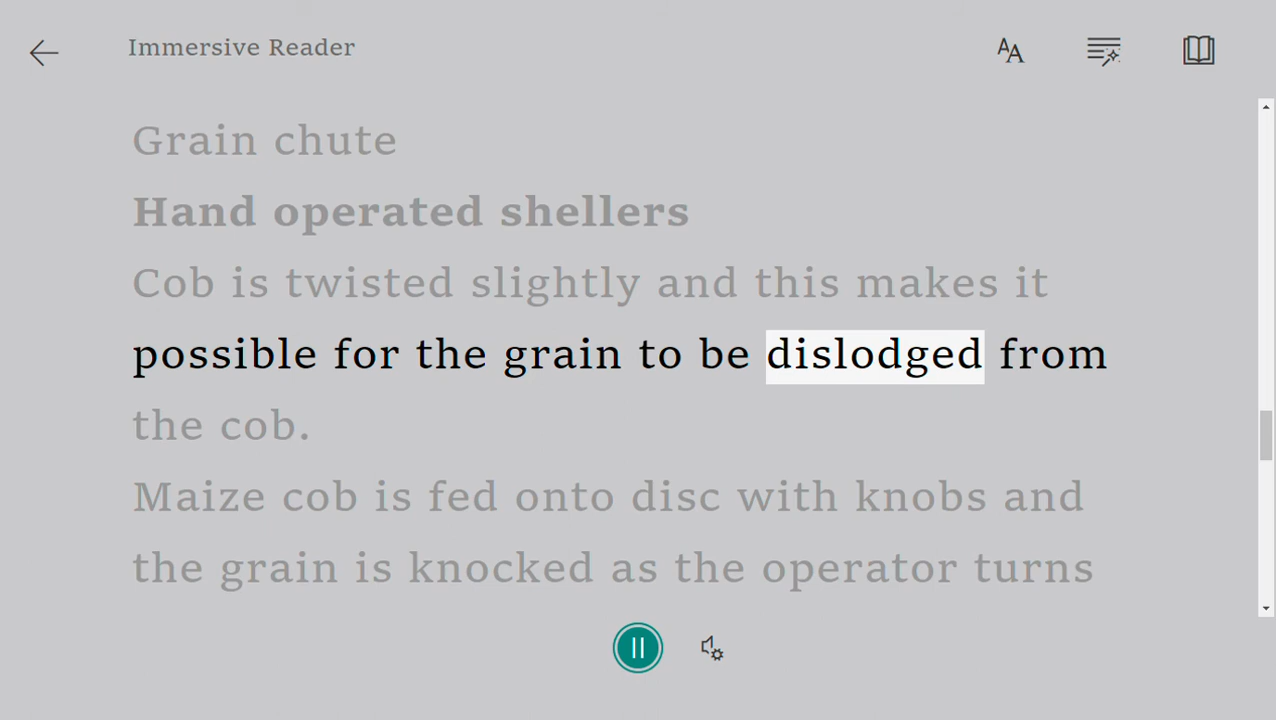 Immersive Reader
Grain chute
Hand operated shellers
Cob is twisted slightly and this makes it
possible for the grain to be dislodged from
the cob.
Maize cob is fed onto disc with knobs and
the grain is knocked as the operator turns